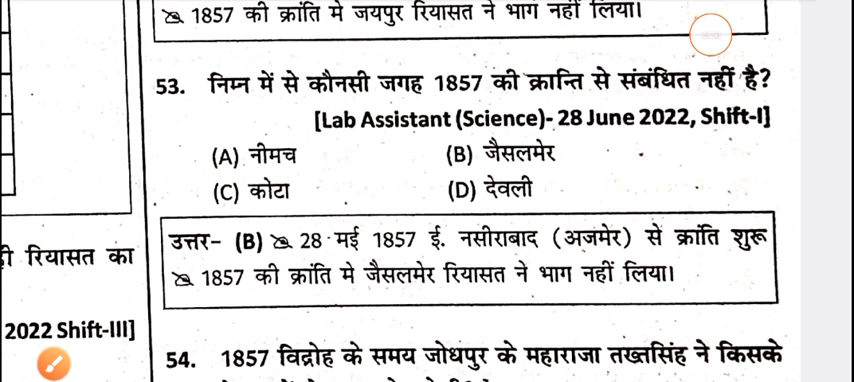 1857 की क्रांति मे जयपुर रियासत ने भाग नहीं लिया।
53. निम्न में से कौनसी जगह 1857 की क्रान्ति से संबंधित नहीं है?
[Lab Assistant (Science)- 28 June 2022, Shift-I]
(A) नीमच (B) जैसलमेर
(C) कोटा (D) देवली
उत्तर- (B) 28 मई 1857 ई. नसीराबाद (अजमेर) से क्रांति शुरू
1857 की क्रांति मे जैसलमेर रियासत ने भाग नहीं लिया।
रियासत का
2022 Shift-III]
54. 1857 विद्रोह के समय जोधपुर के महाराजा तख्तसिंह ने किसके